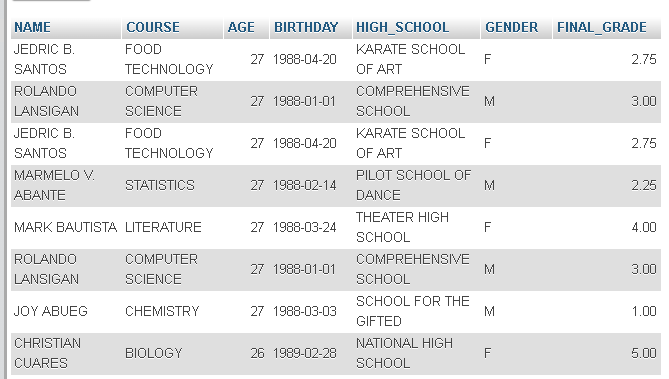 NAME COURSE AGE BIRTHDAY HIGH_SCHOOL GENDER FINAL_GRADE
JEDRIC B. SANTOS FOOD TECHNOLOGY 27 1988-04-20 KARATE SCHOOL OF ART F 2.75
ROLANDO LANSIGAN COMPUTER SCIENCE 27 1988-01-01 COMPREHENSIVE SCHOOL M 3.00
JEDRIC B. SANTOS FOOD TECHNOLOGY 27 1988-04-20 KARATE SCHOOL OF ART F 2.75
MARMELO V. ABANTE STATISTICS 27 1988-02-14 PILOT SCHOOL OF DANCE M 2.25
MARK BAUTISTA LITERATURE 27 1988-03-24 THEATER HIGH SCHOOL F 4.00
ROLANDO LANSIGAN COMPUTER SCIENCE 27 1988-01-01 COMPREHENSIVE SCHOOL M 3.00
JOY ABUEG CHEMISTRY 27 1988-03-03 SCHOOL FOR THE GIFTED M 1.00
CHRISTIAN CUARES BIOLOGY 26 1989-02-28 NATIONAL HIGH SCHOOL F 5.00